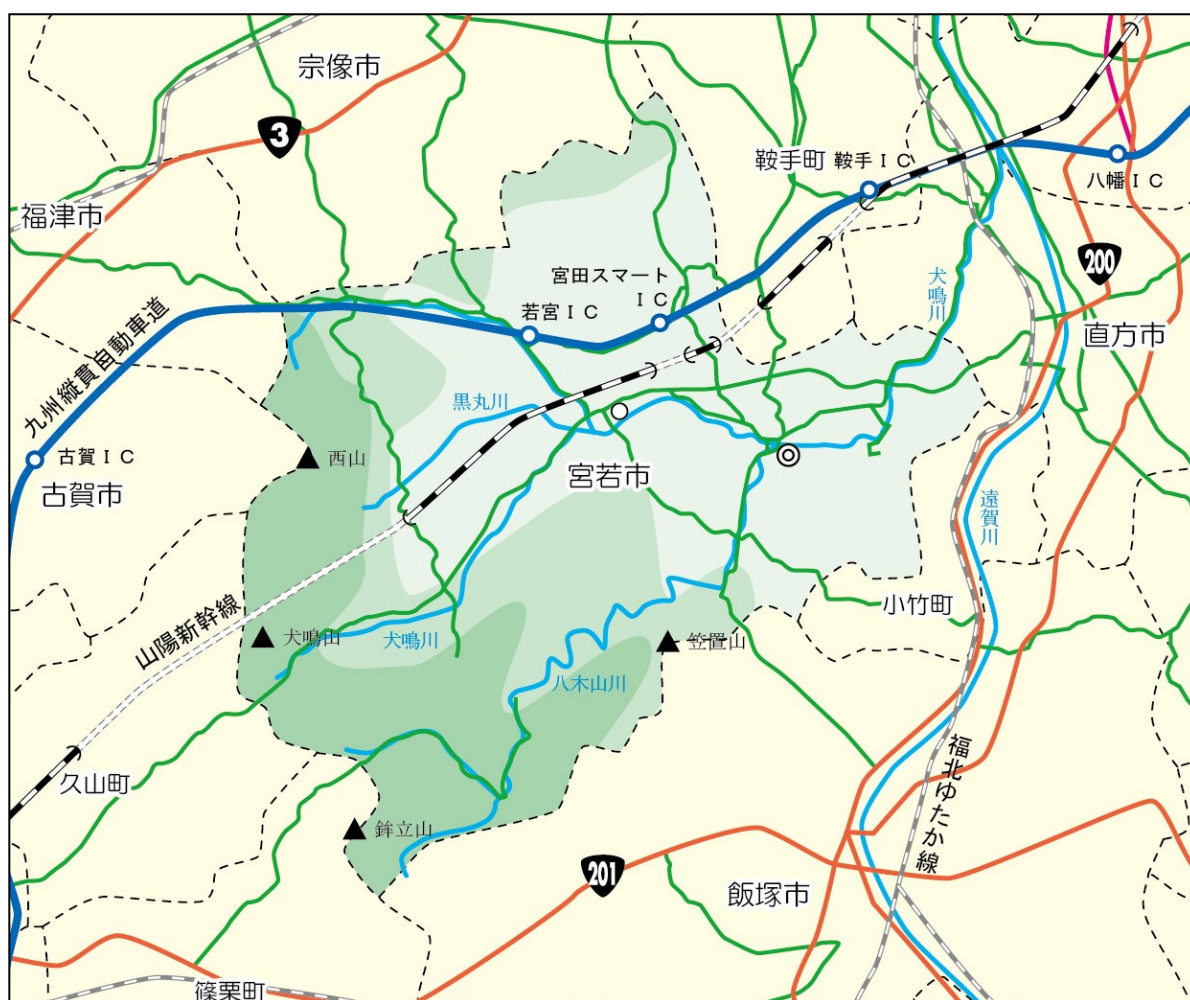 宗像市
3
鞍手町
鞍手ＩＣ
八幡ＩＣ
福津市
200
宮田スマート
ＩＣ
犬鳴川
若宮ＩＣ
直方市
九州縦貫自動車道
黒丸川
古賀ＩＣ
西山
宮若市
古賀市
遠賀川
小竹町
山陽新幹線
犬鳴山
犬鳴川
笠置山
八木山川
久山町
福北ゆたか線
鉾立山
201
飯塚市
篠栗町